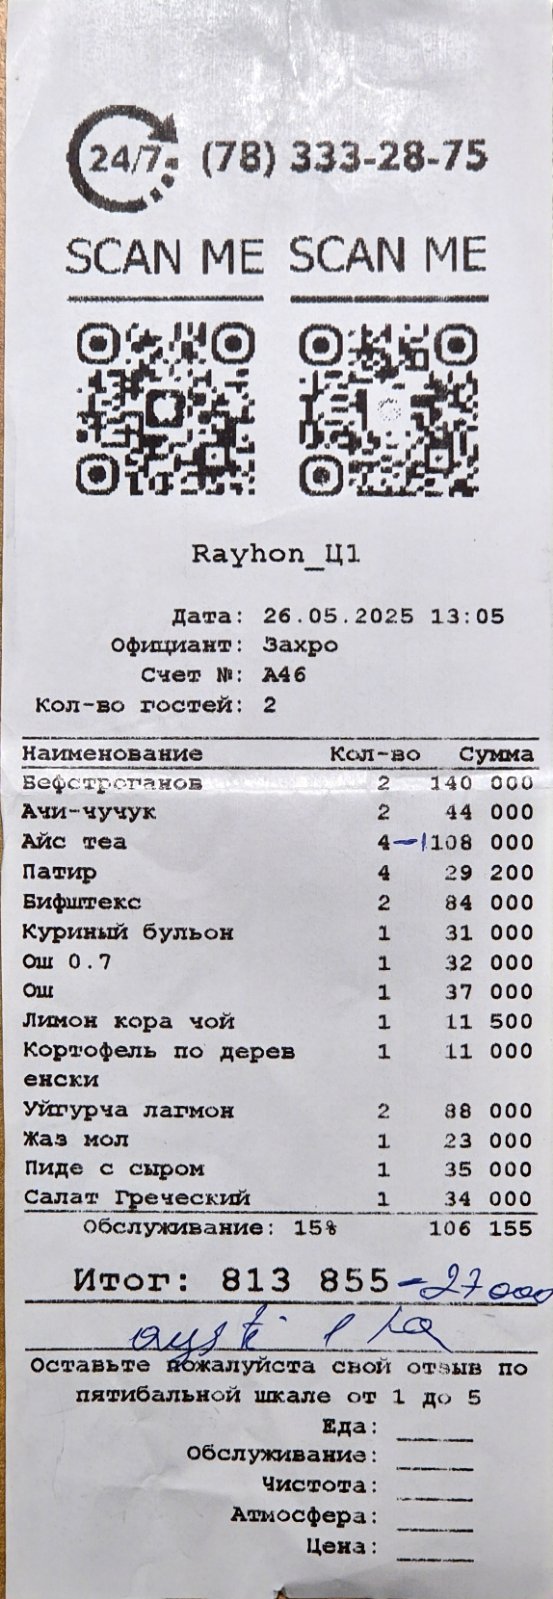 24/7 (78) 333-28-75
SCAN ME SCAN ME
Rayhon_Ц1
Дата: 26.05.2025 13:05
Официант: Захро
Счет №: А46
Кол-во гостей: 2
Наименование Кол-во Сумма
Бефстроганов 2 140 000
Ачи-чучук 2 44 000
Айс теа 4 -1 108 000
Патир 4 29 200
Бифштекс 2 84 000
Куриный бульон 1 31 000
Ош 0.7 1 32 000
Ош 1 37 000
Лимон кора чой 1 11 500
Кортофель по дерев 1 11 000
енски
Уйгурча лагмон 2 88 000
Жаз мол 1 23 000
Пиде с сыром 1 35 000
Салат Греческий 1 34 000
Обслуживание: 15% 106 155
Итог: 813 855 -27 000
Оставьте пожалуйста свой отзыв по
пятибальной шкале от 1 до 5
Еда:
Обслуживание:
Чистота:
Атмосфера:
Цена: